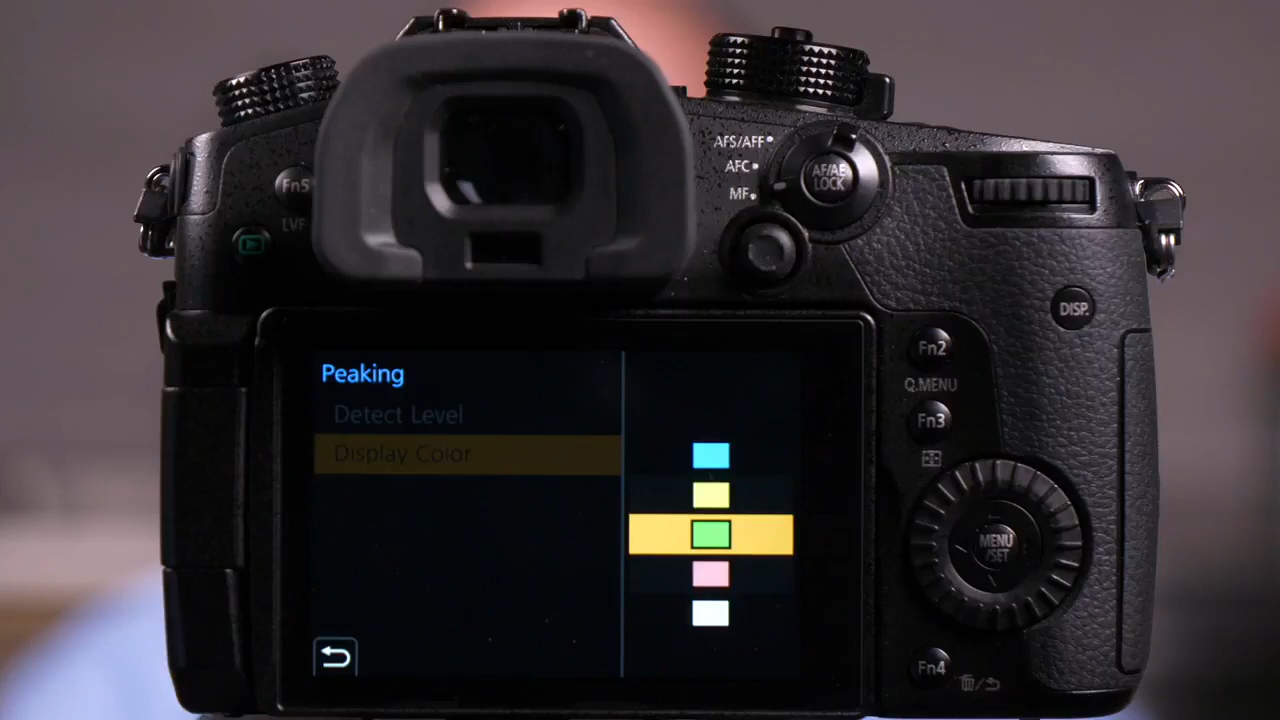 AFS/AFF
AFC
MF
AF/AE
LOCK
Fn5
LVF
DISP.
Fn2
Q.MENU
Fn3
Peaking
Detect Level
Display Color
MENU
/SET
Fn4